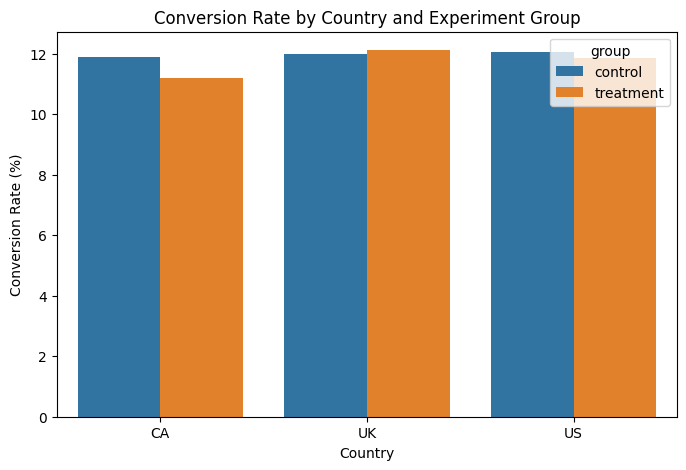 Conversion Rate by Country and Experiment Group
group
control
treatment
Conversion Rate (%)
12
10
8
6
4
2
0
CA UK US
Country